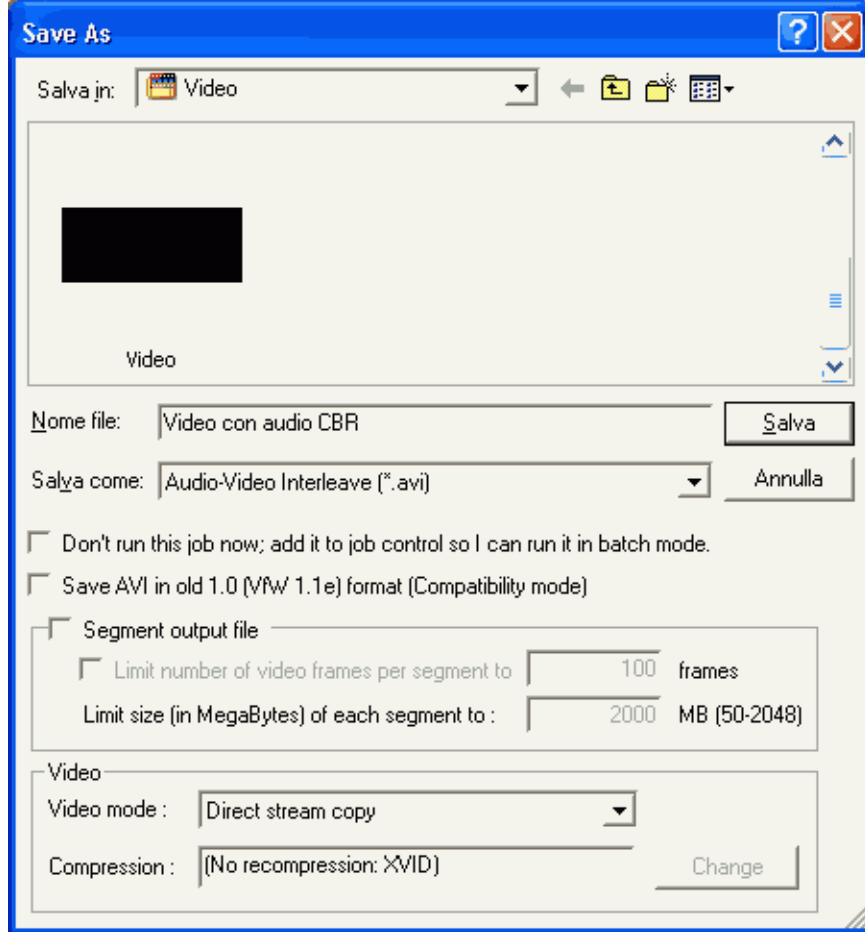 Save As
Salva in: Video
Video
Nome file: Video con audio CBR Salva
Salva come: Audio-Video Interleave (*.avi) Annulla
Don't run this job now; add it to job control so I can run it in batch mode.
Save AVI in old 1.0 (VfW 1.1e) format (Compatibility mode)
Segment output file
Limit number of video frames per segment to 100 frames
Limit size (in MegaBytes) of each segment to : 2000 MB (50-2048)
Video
Video mode : Direct stream copy
Compression : (No recompression: XVID) Change